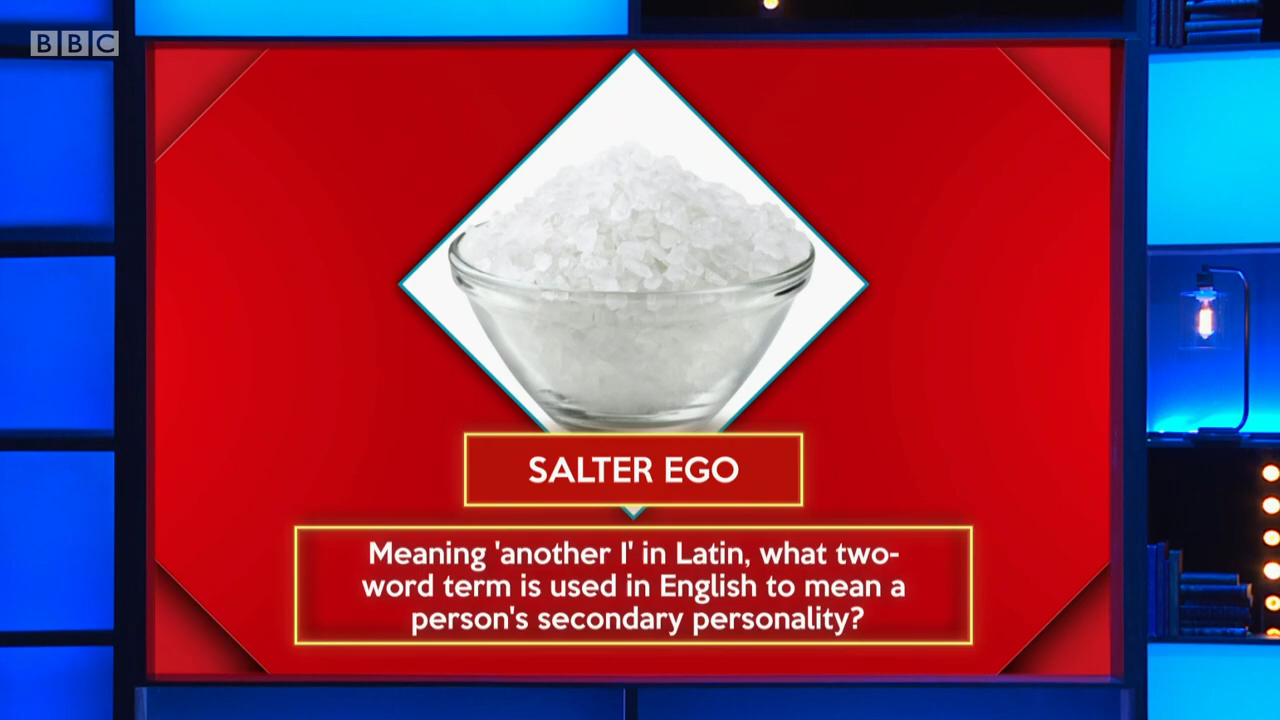 BBC
SALTER EGO
Meaning 'another I' in Latin, what two-
word term is used in English to mean a
person's secondary personality?